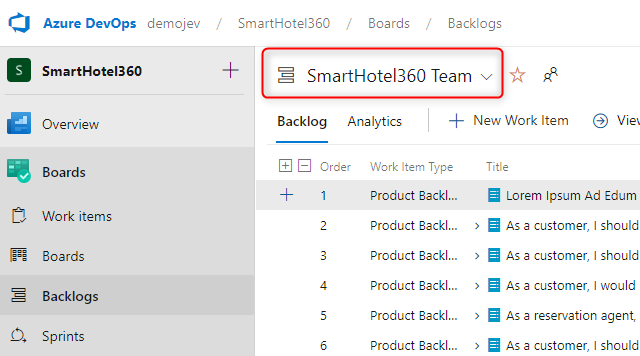 Azure DevOps demojev / SmartHotel360 / Boards / Backlogs
S SmartHotel360
SmartHotel360 Team
Overview
Boards
Work items
Boards
Backlogs
Sprints
Backlog Analytics New Work Item
Order Work Item Type Title
1 Product Backl... Lorem Ipsum Ad Edum
2 Product Backl... As a customer, I should
3 Product Backl... As a customer, I should
4 Product Backl... As a customer, I would
5 Product Backl... As a reservation agent,
6 Product Backl... As a customer, I should